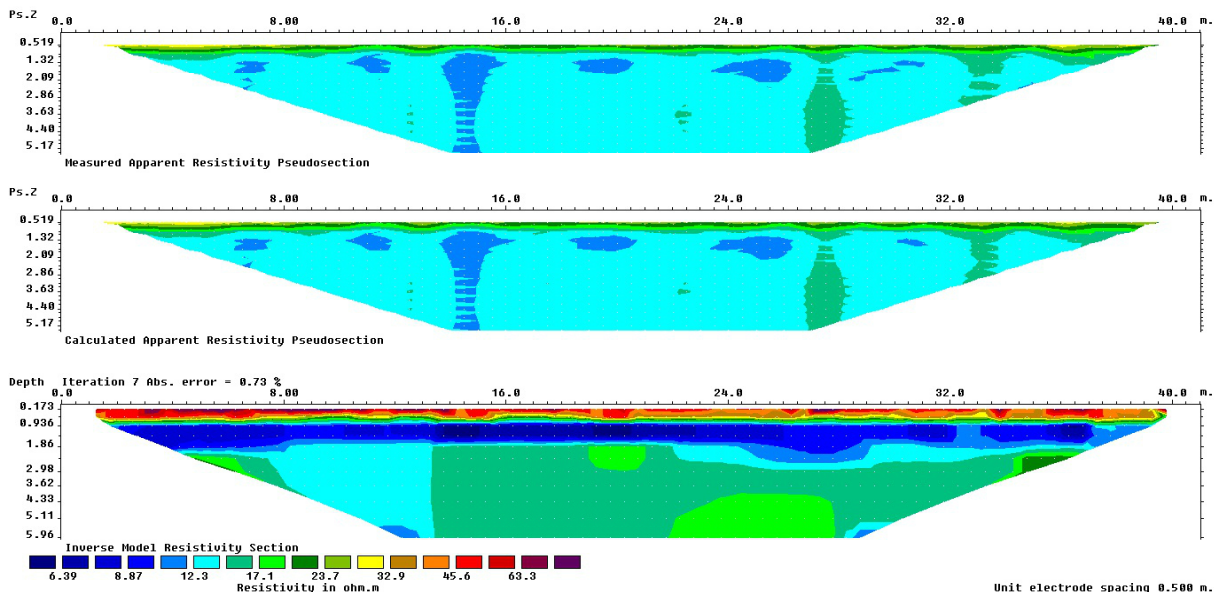 Ps.Z 0.0 8.00 16.0 24.0 32.0 40.0 m.
0.519
1.32
2.09
2.86
3.63
4.40
5.17
Measured Apparent Resistivity Pseudosection
Ps.Z 0.0 8.00 16.0 24.0 32.0 40.0 m.
0.519
1.32
2.09
2.86
3.63
4.40
5.17
Calculated Apparent Resistivity Pseudosection
Depth Iteration 7 Abs. error = 0.73 %
0.0 8.00 16.0 24.0 32.0 40.0 m.
0.173
0.936
1.86
2.98
3.62
4.33
5.11
5.96
Inverse Model Resistivity Section
6.39 8.87 12.3 17.1 23.7 32.9 45.6 63.3
Resistivity in ohm.m
Unit electrode spacing 0.500 m.